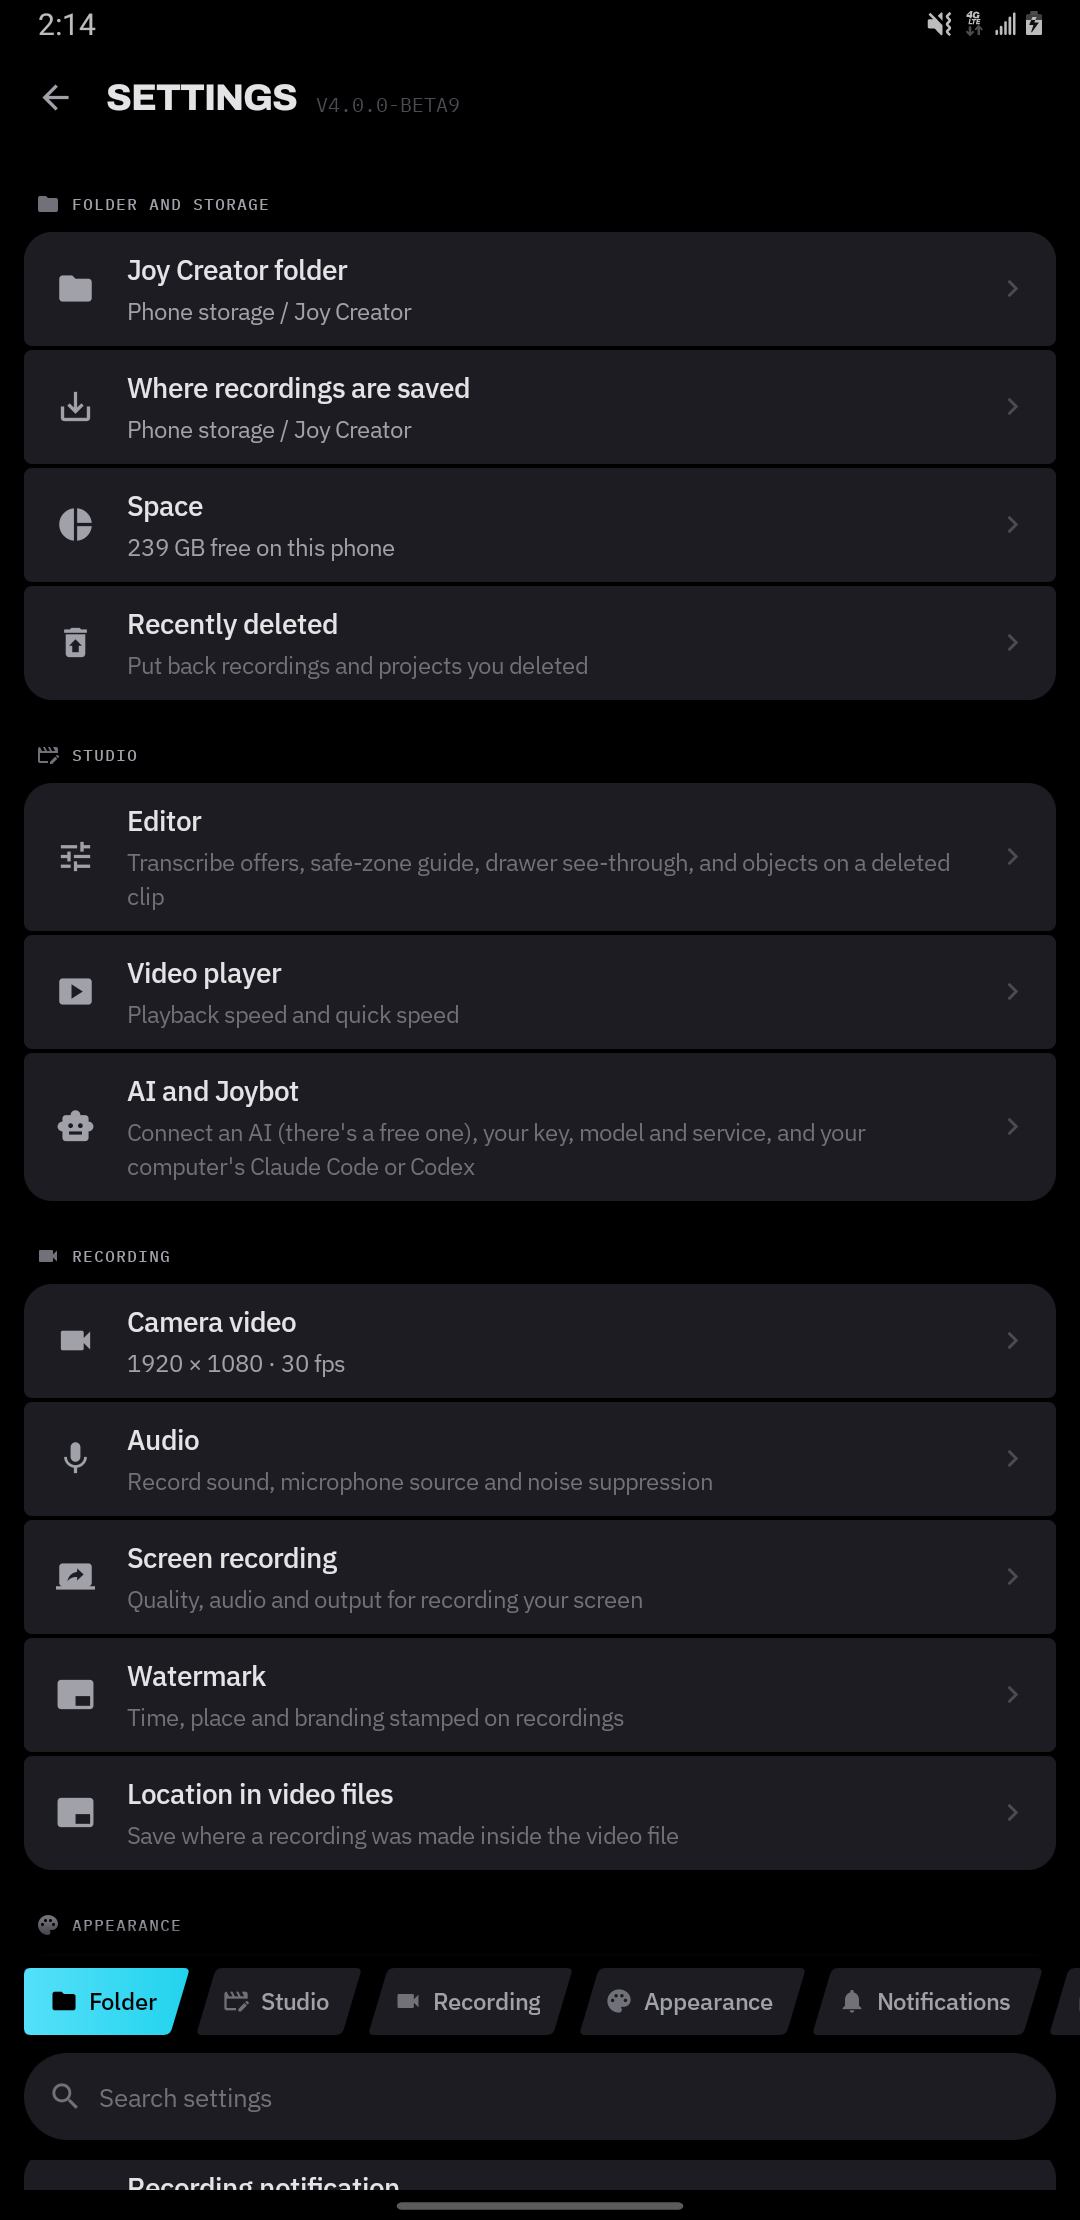 2:14
4G LTE
SETTINGS V4.0.0-BETA9
FOLDER AND STORAGE
Joy Creator folder
Phone storage / Joy Creator
Where recordings are saved
Phone storage / Joy Creator
Space
239 GB free on this phone
Recently deleted
Put back recordings and projects you deleted
STUDIO
Editor
Transcribe offers, safe-zone guide, drawer see-through, and objects on a deleted
clip
Video player
Playback speed and quick speed
AI and Joybot
Connect an AI (there's a free one), your key, model and service, and your
computer's Claude Code or Codex
RECORDING
Camera video
1920 × 1080 · 30 fps
Audio
Record sound, microphone source and noise suppression
Screen recording
Quality, audio and output for recording your screen
Watermark
Time, place and branding stamped on recordings
Location in video files
Save where a recording was made inside the video file
APPEARANCE
Folder Studio Recording Appearance Notifications
Search settings
Recording notification